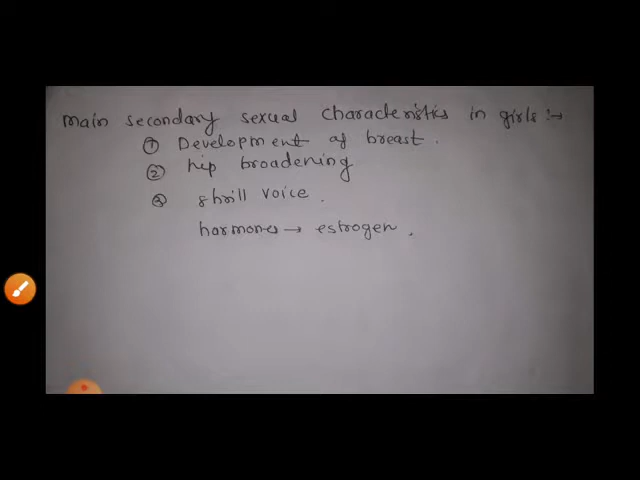 Main secondary sexual characteristics in girls :→
① Development of breast.
② hip broadening
③ shrill voice.
hormones → estrogen.